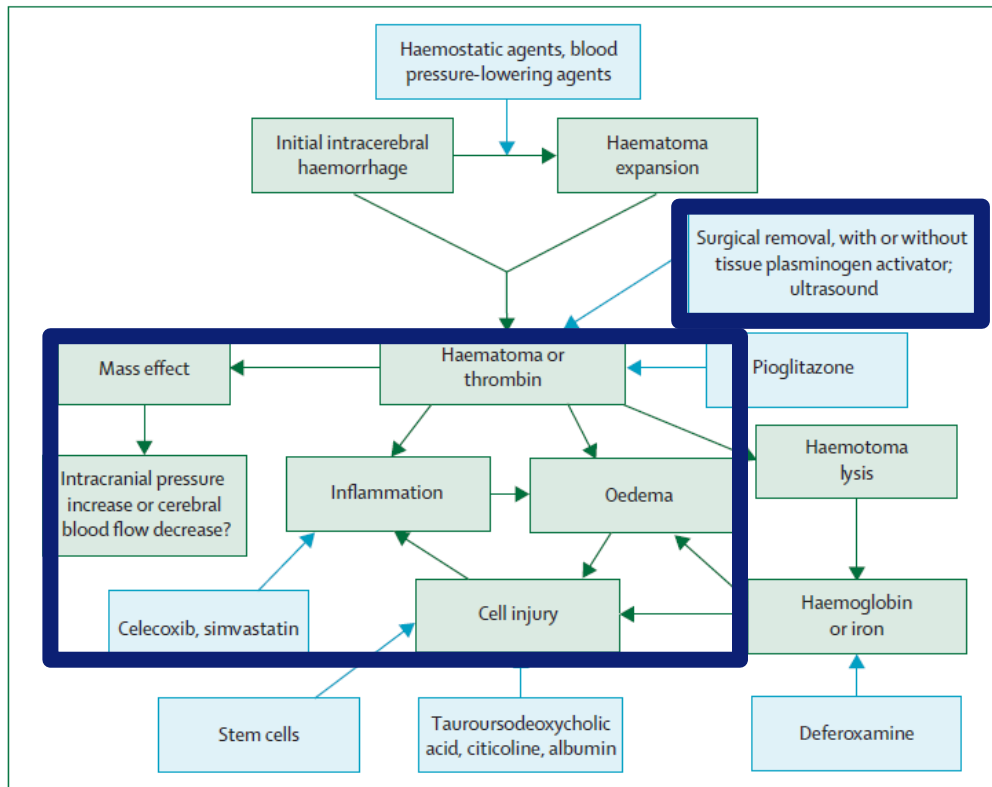 Haemostatic agents, blood
pressure-lowering agents
Initial intracerebral
haemorrhage
Haematoma
expansion
Surgical removal, with or without
tissue plasminogen activator;
ultrasound
Mass effect
Haematoma or
thrombin
Pioglitazone
Intracranial pressure
increase or cerebral
blood flow decrease?
Inflammation
Oedema
Haemotoma
lysis
Celecoxib, simvastatin
Cell injury
Haemoglobin
or iron
Stem cells
Tauroursodeoxycholic
acid, citicoline, albumin
Deferoxamine